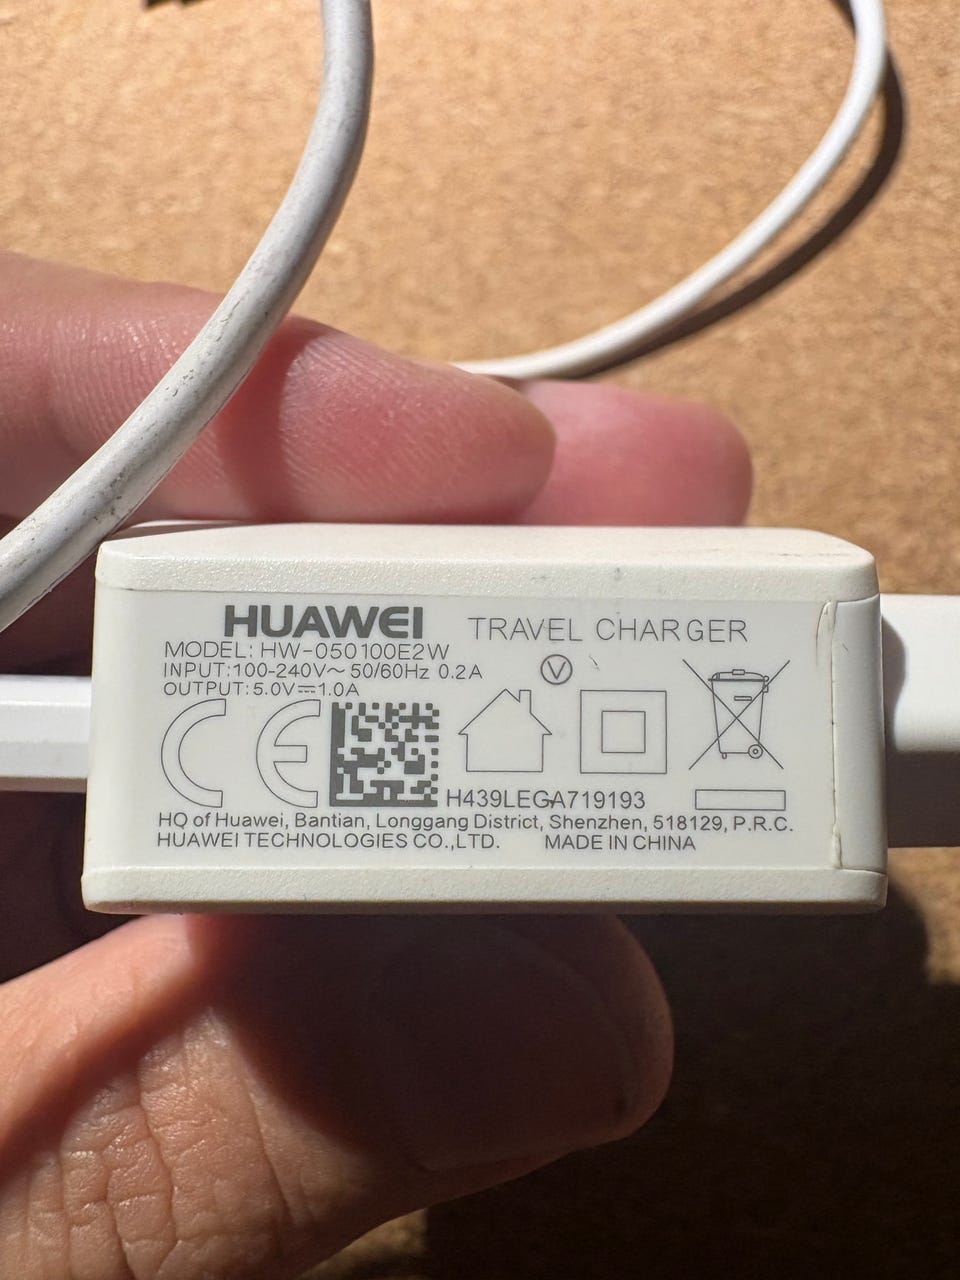 HUAWEI TRAVEL CHARGER
MODEL: HW-050100E2W
INPUT:100-240V~ 50/60Hz 0.2A
OUTPUT:5.0V⎓1.0A
V
CE
H439LEGA719193
HQ of Huawei, Bantian, Longgang District, Shenzhen, 518129, P.R.C.
HUAWEI TECHNOLOGIES CO.,LTD. MADE IN CHINA